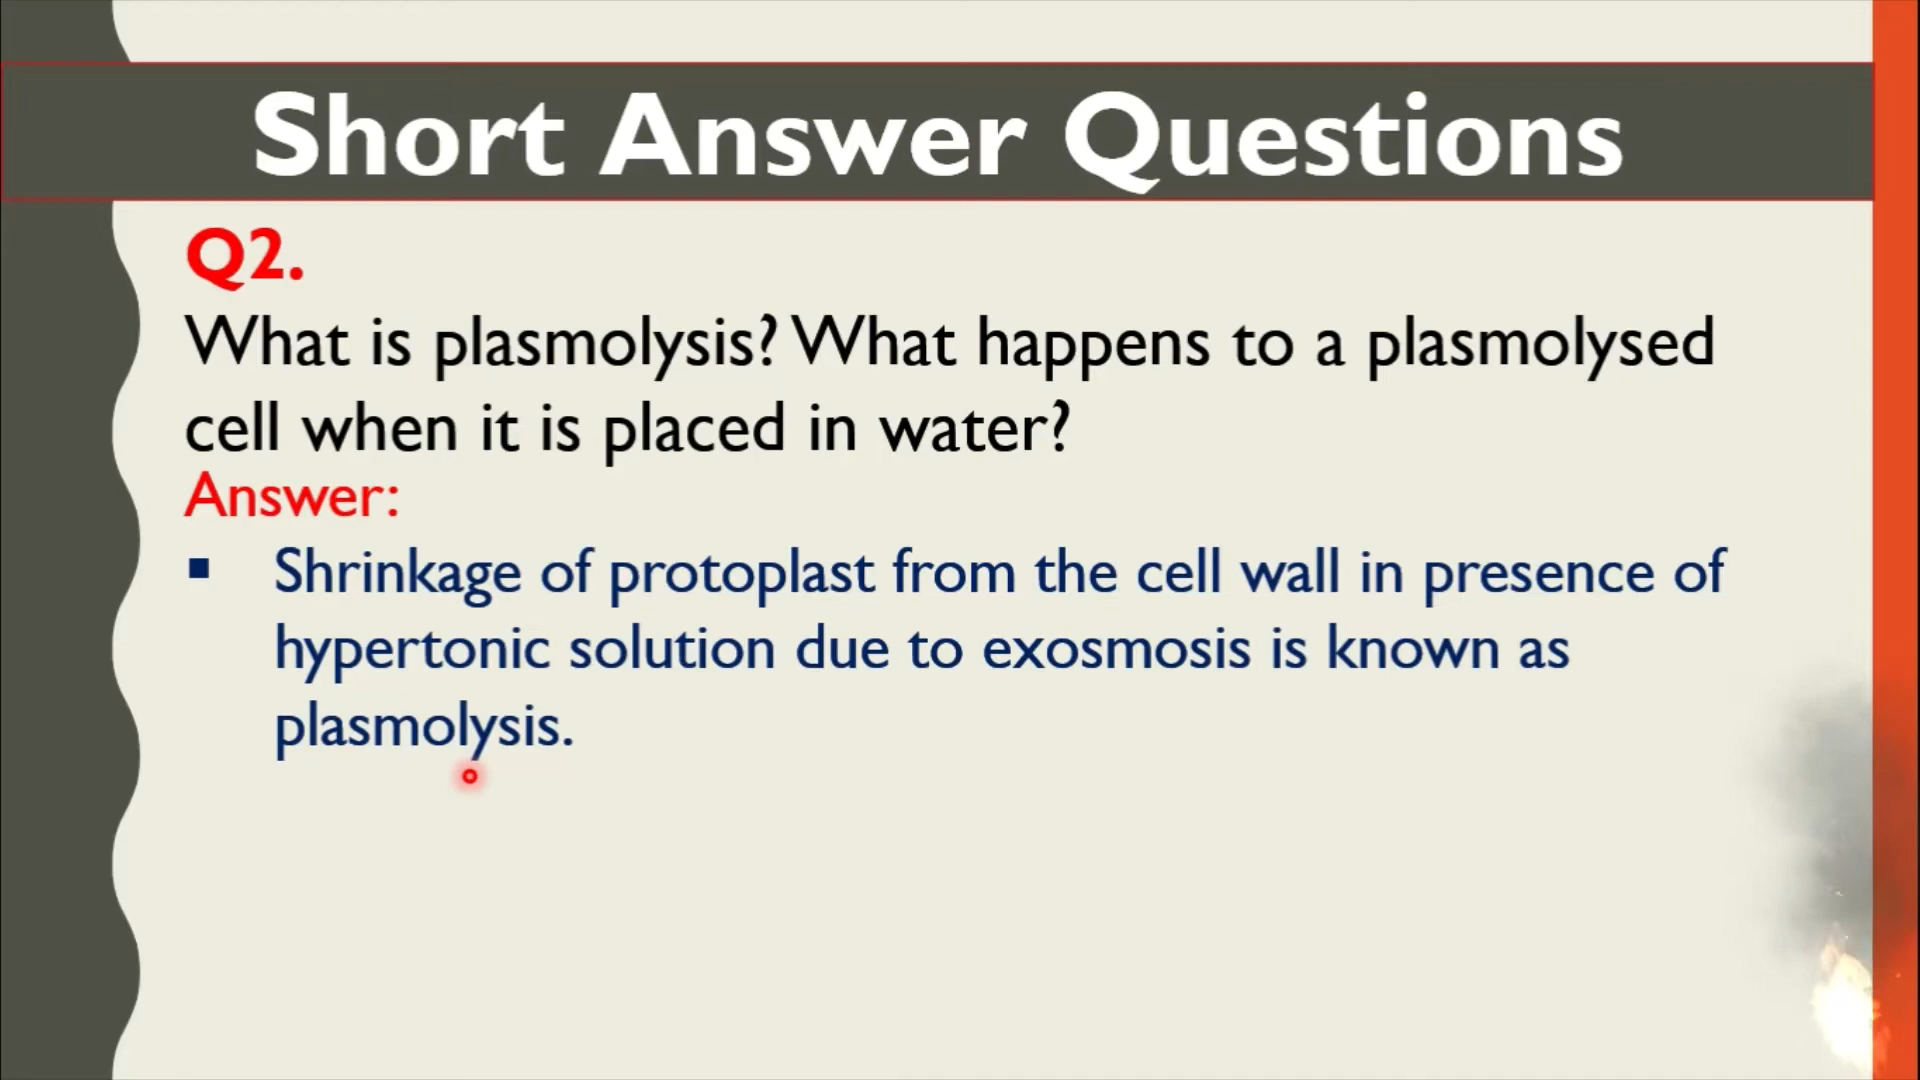 Short Answer Questions
Q2.
What is plasmolysis? What happens to a plasmolysed
cell when it is placed in water?
Answer:
▪ Shrinkage of protoplast from the cell wall in presence of
hypertonic solution due to exosmosis is known as
plasmolysis.